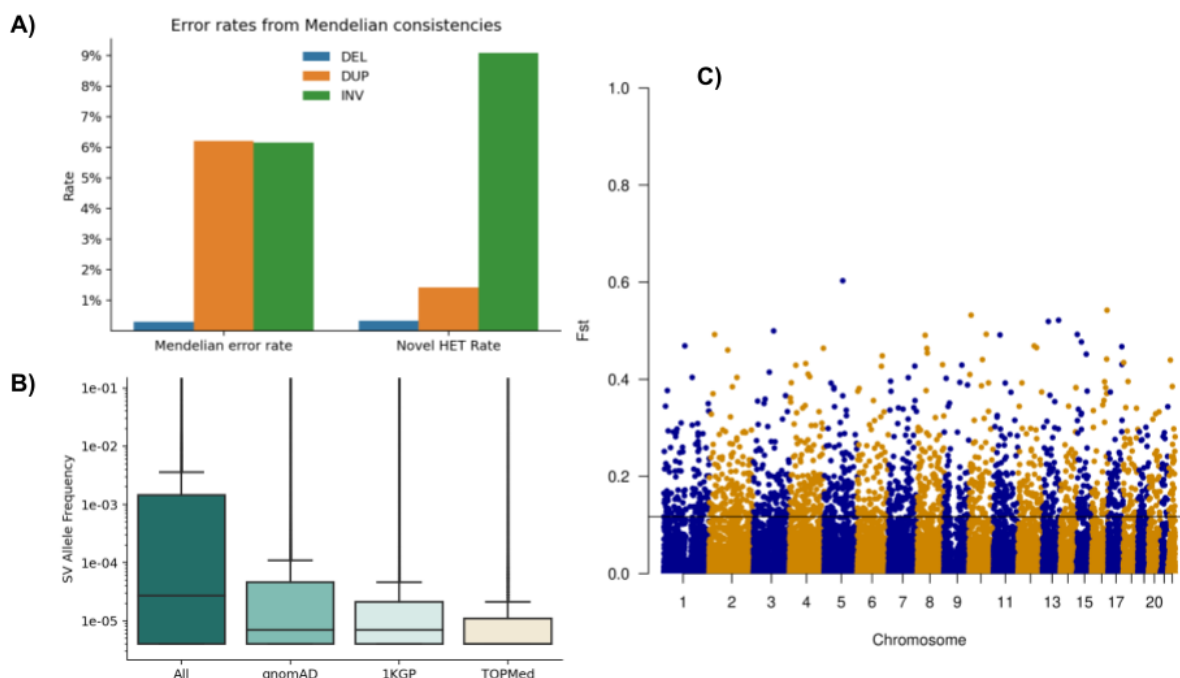 A)
Error rates from Mendelian consistencies
DEL
DUP
INV
9%
8%
7%
6%
5%
4%
3%
2%
1%
Rate
Mendelian error rate
Novel HET Rate
B)
1e-01
1e-02
1e-03
1e-04
1e-05
SV Allele Frequency
All
gnomAD
1KGP
TOPMed
C)
1.0
0.8
0.6
0.4
0.2
0.0
Fst
1 2 3 4 5 6 7 8 9 11 13 15 17 20
Chromosome